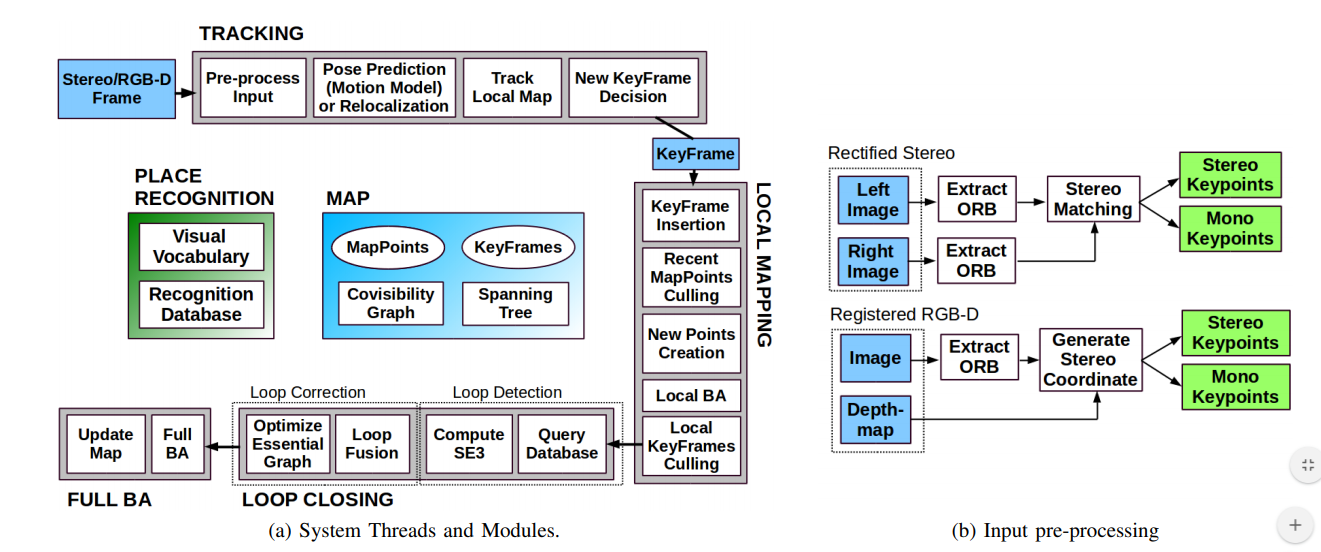 TRACKING
Stereo/RGB-D
Frame
Pre-process
Input
Pose Prediction
(Motion Model)
or Relocalization
Track
Local Map
New KeyFrame
Decision
KeyFrame
LOCAL MAPPING
KeyFrame
Insertion
Recent
MapPoints
Culling
New Points
Creation
Local BA
Local
KeyFrames
Culling
PLACE
RECOGNITION
Visual
Vocabulary
Recognition
Database
MAP
MapPoints
KeyFrames
Covisibility
Graph
Spanning
Tree
Loop Correction
Loop Detection
Update
Map
Full
BA
Optimize
Essential
Graph
Loop
Fusion
Compute
SE3
Query
Database
FULL BA
LOOP CLOSING
(a) System Threads and Modules.
Rectified Stereo
Left
Image
Extract
ORB
Stereo
Matching
Stereo
Keypoints
Mono
Keypoints
Right
Image
Extract
ORB
Registered RGB-D
Image
Extract
ORB
Generate
Stereo
Coordinate
Stereo
Keypoints
Mono
Keypoints
Depth-
map
(b) Input pre-processing